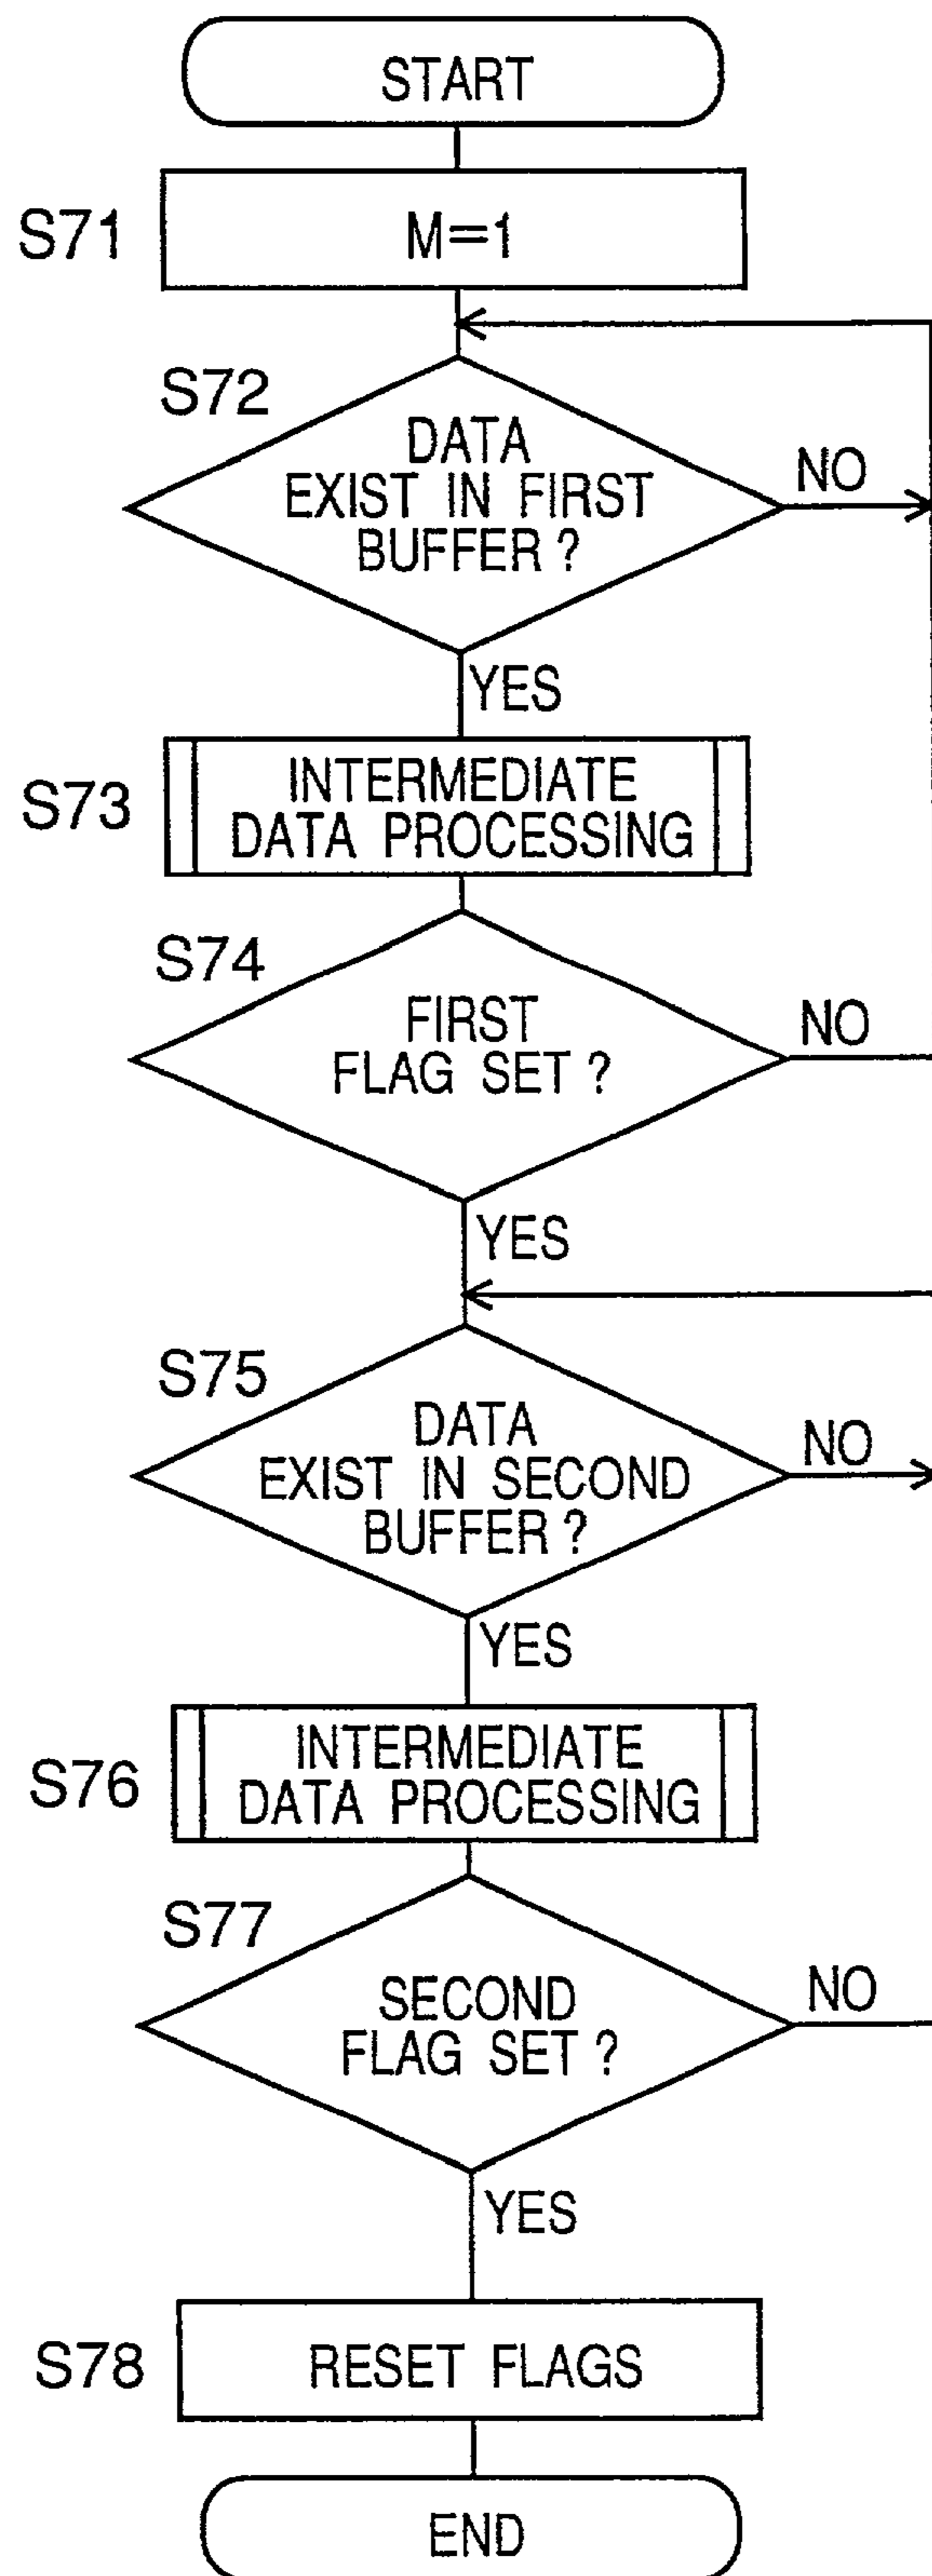 START
S71
M=1
S72
DATA
EXIST IN FIRST
BUFFER ?
NO
YES
S73
INTERMEDIATE
DATA PROCESSING
S74
FIRST
FLAG SET ?
NO
YES
S75
DATA
EXIST IN SECOND
BUFFER ?
NO
YES
S76
INTERMEDIATE
DATA PROCESSING
S77
SECOND
FLAG SET ?
NO
YES
S78
RESET FLAGS
END